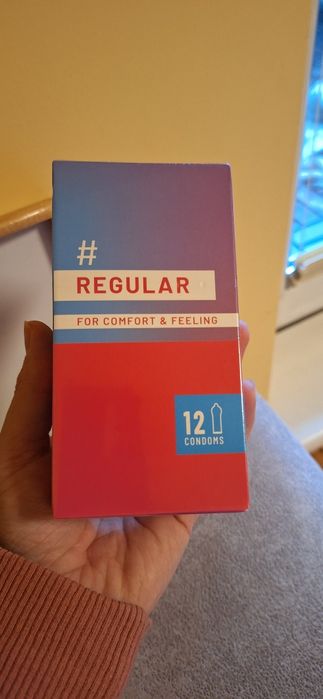 #
REGULAR
FOR COMFORT & FEELING
12
CONDOMS